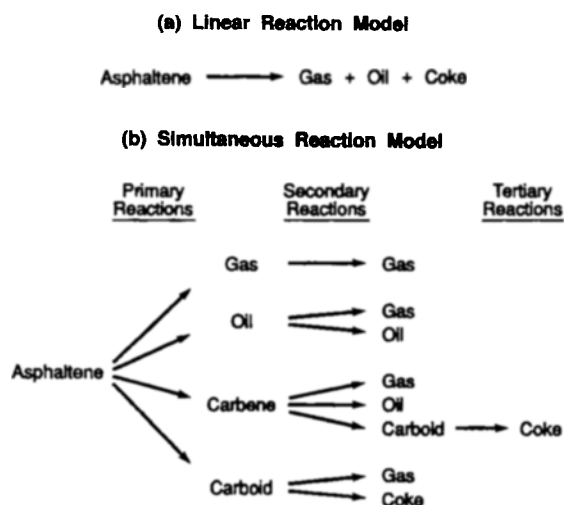 (a) Linear Reaction Model
Asphaltene Gas + Oil + Coke
(b) Simultaneous Reaction Model
Primary Secondary Tertiary
Reactions Reactions Reactions
Gas Gas
Gas
Oil
Oil
Asphaltene
Gas
Carbene Oil
Carboid Coke
Gas
Carboid
Coke